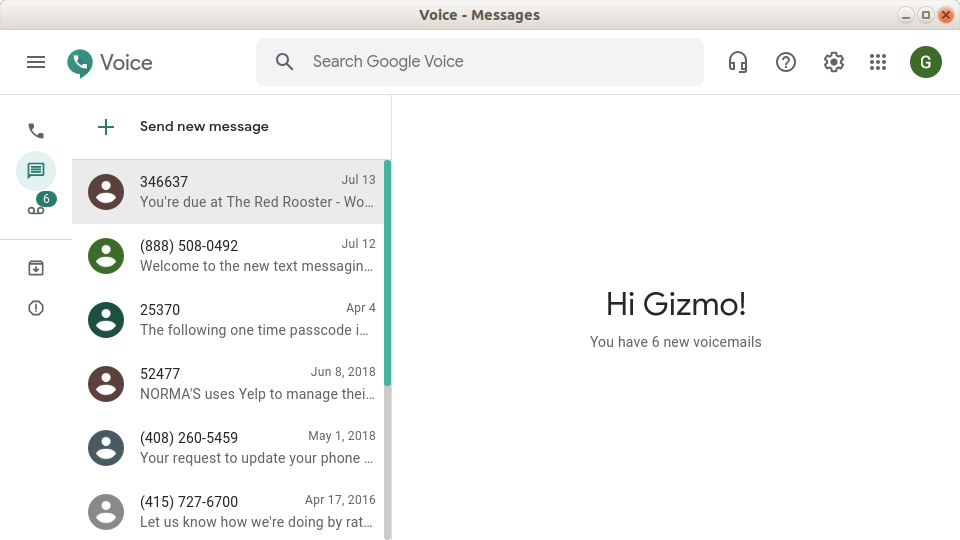 Voice - Messages
Voice
Search Google Voice
G
Send new message
6
346637
Jul 13
You're due at The Red Rooster - Wo...
(888) 508-0492
Jul 12
Welcome to the new text messagin...
25370
Apr 4
The following one time passcode i...
52477
Jun 8, 2018
NORMA'S uses Yelp to manage thei...
(408) 260-5459
May 1, 2018
Your request to update your phone ...
(415) 727-6700
Apr 17, 2016
Let us know how we're doing by rat...
Hi Gizmo!
You have 6 new voicemails